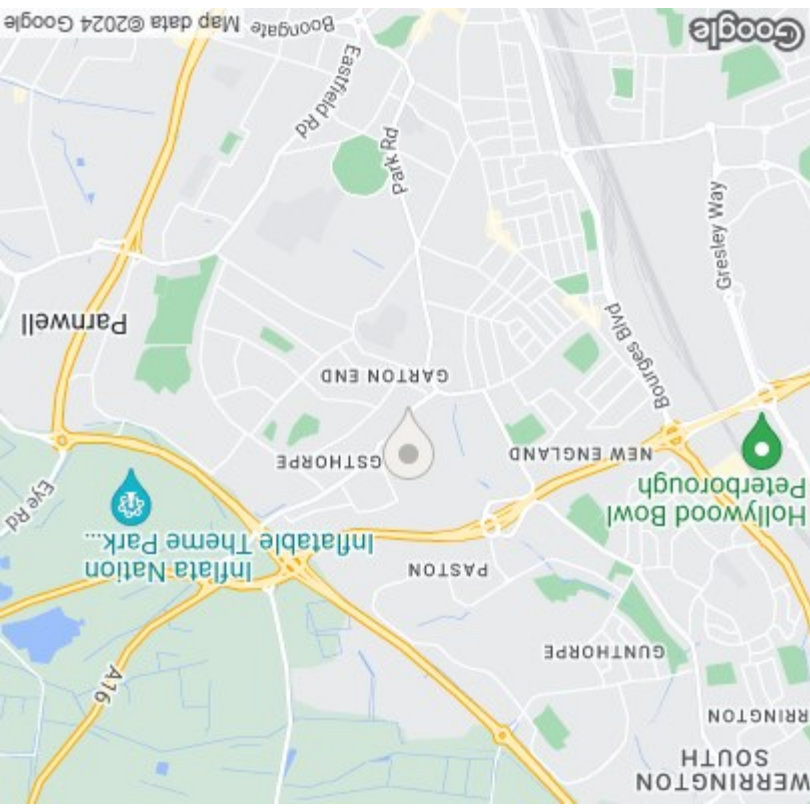 WERRINGTON
SOUTH
ERRINGTON
A16
GUNTHORPE
PASTON
Inflata Nation
Inflatable Theme Park...
Hollywood Bowl
Peterborough
Eye Rd
NEW ENGLAND
GSTHORPE
GARTON END
Bourges Blvd
Parnwell
Gresley Way
Park Rd
Eastfield Rd
Boongate
Google
Map data ©2024 Google